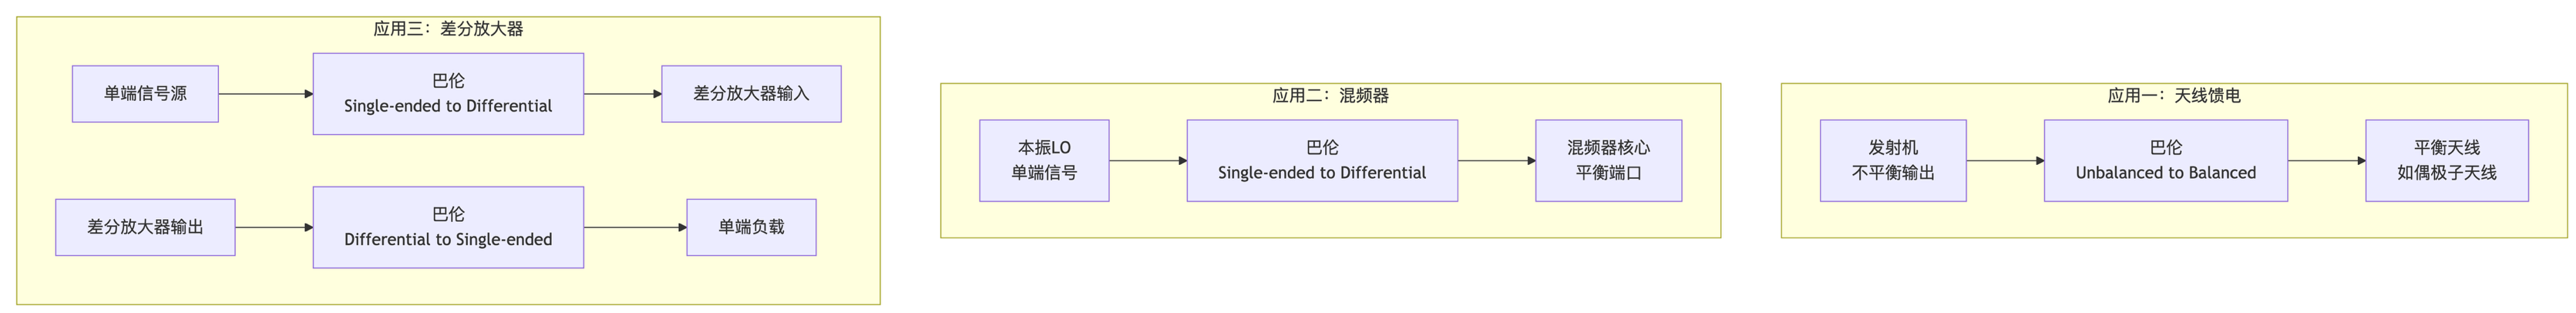 应用三：差分放大器
单端信号源
巴伦
Single-ended to Differential
差分放大器输入
差分放大器输出
巴伦
Differential to Single-ended
单端负载
应用二：混频器
本振LO
单端信号
巴伦
Single-ended to Differential
混频器核心
平衡端口
应用一：天线馈电
发射机
不平衡输出
巴伦
Unbalanced to Balanced
平衡天线
如偶极子天线